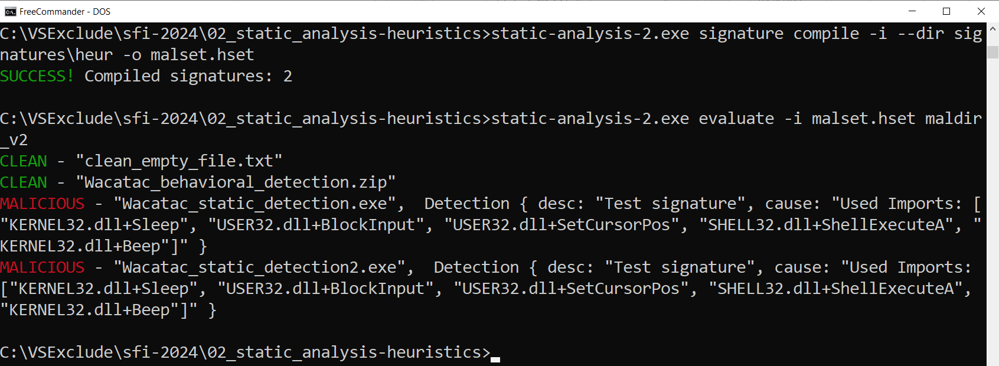 FreeCommander - DOS
C:\VSExclude\sfi-2024\02_static_analysis-heuristics>static-analysis-2.exe signature compile -i --dir sig
natures\heur -o malset.hset
SUCCESS! Compiled signatures: 2
C:\VSExclude\sfi-2024\02_static_analysis-heuristics>static-analysis-2.exe evaluate -i malset.hset maldir
_v2
CLEAN - "clean_empty_file.txt"
CLEAN - "Wacatac_behavioral_detection.zip"
MALICIOUS - "Wacatac_static_detection.exe",  Detection { desc: "Test signature", cause: "Used Imports: [
"KERNEL32.dll+Sleep", "USER32.dll+BlockInput", "USER32.dll+SetCursorPos", "SHELL32.dll+ShellExecuteA", "
KERNEL32.dll+Beep"]" }
MALICIOUS - "Wacatac_static_detection2.exe",  Detection { desc: "Test signature", cause: "Used Imports:
["KERNEL32.dll+Sleep", "USER32.dll+BlockInput", "USER32.dll+SetCursorPos", "SHELL32.dll+ShellExecuteA",
"KERNEL32.dll+Beep"]" }
C:\VSExclude\sfi-2024\02_static_analysis-heuristics>